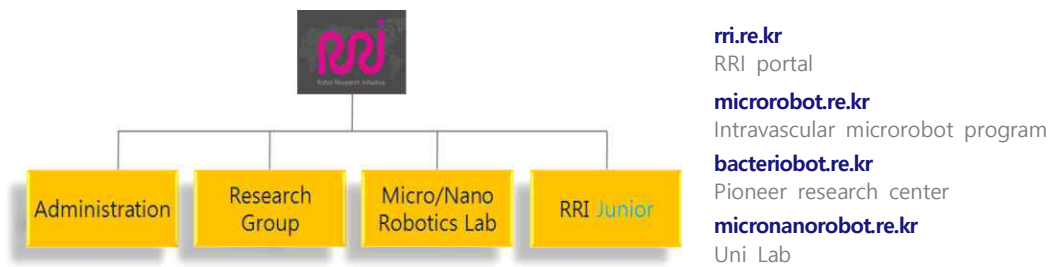 RRI
Robot Research Initiative
Administration
Research
Group
Micro/Nano
Robotics Lab
RRI Junior
rri.re.kr
RRI portal
microrobot.re.kr
Intravascular microrobot program
bacteriobot.re.kr
Pioneer research center
micronanorobot.re.kr
Uni Lab